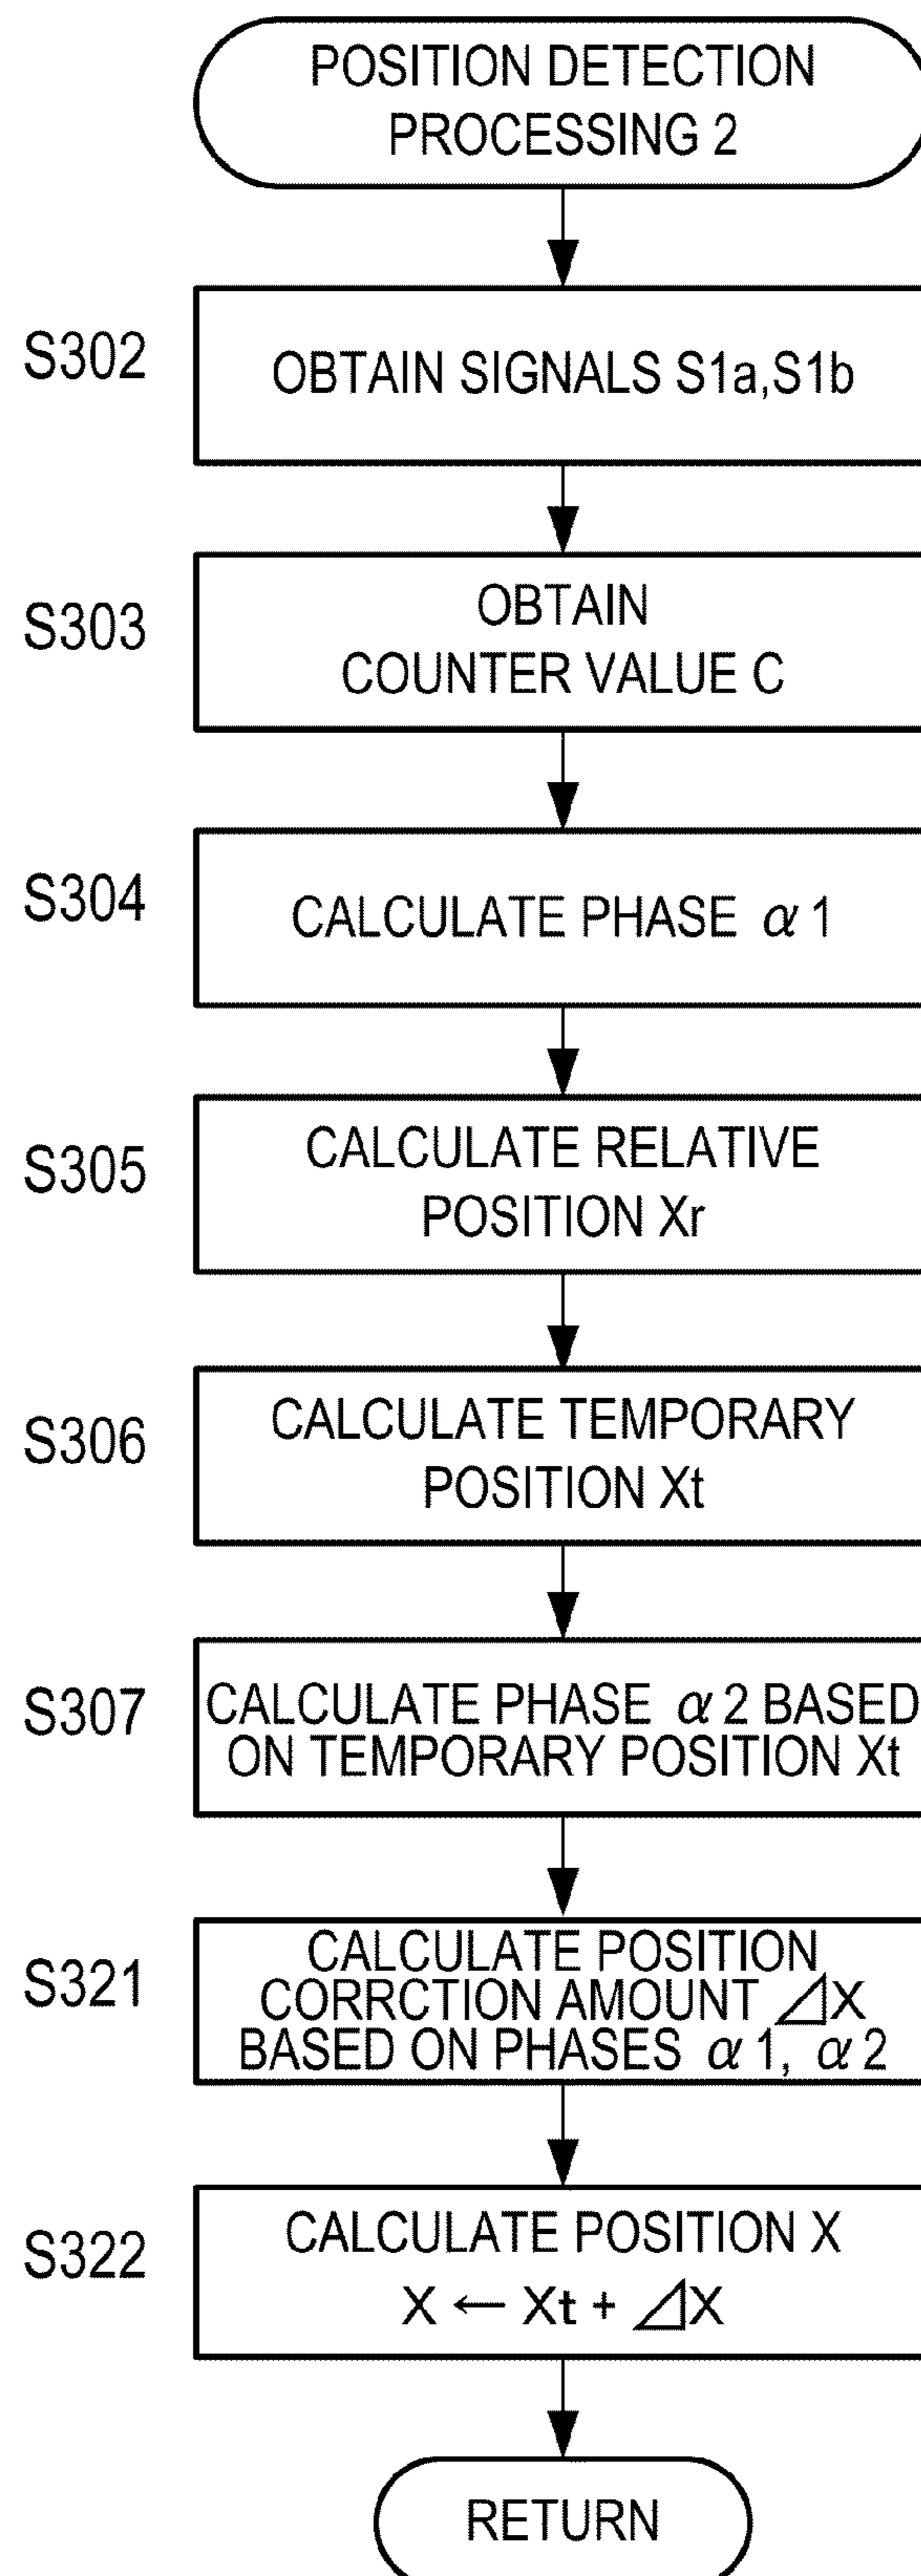 POSITION DETECTION
PROCESSING 2
S302
OBTAIN SIGNALS S1a,S1b
S303
OBTAIN
COUNTER VALUE C
S304
CALCULATE PHASE α1
S305
CALCULATE RELATIVE
POSITION Xr
S306
CALCULATE TEMPORARY
POSITION Xt
S307
CALCULATE PHASE α2 BASED
ON TEMPORARY POSITION Xt
S321
CALCULATE POSITION
CORRCTION AMOUNT ⊿X
BASED ON PHASES α1, α2
S322
CALCULATE POSITION X
X ← Xt + ⊿X
RETURN